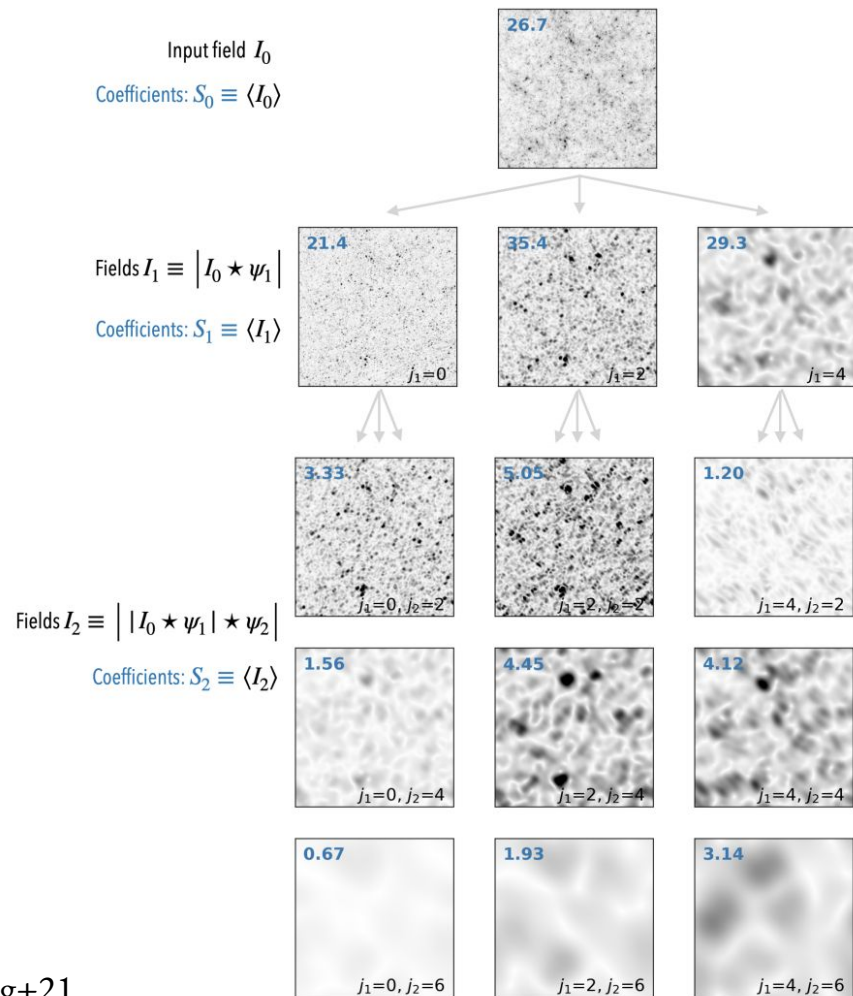 26.7
Input field I₀
Coefficients: S₀ ≡ ⟨I₀⟩
21.4 35.4 29.3
Fields I₁ ≡ |I₀ ⋆ ψ₁|
Coefficients: S₁ ≡ ⟨I₁⟩
j₁=0 j₁=2 j₁=4
3.33 5.05 1.20
j₁=0, j₂=2 j₁=2, j₂=2 j₁=4, j₂=2
Fields I₂ ≡ | |I₀ ⋆ ψ₁| ⋆ ψ₂|
1.56 4.45 4.12
Coefficients: S₂ ≡ ⟨I₂⟩
j₁=0, j₂=4 j₁=2, j₂=4 j₁=4, j₂=4
0.67 1.93 3.14
j₁=0, j₂=6 j₁=2, j₂=6 j₁=4, j₂=6
g+21